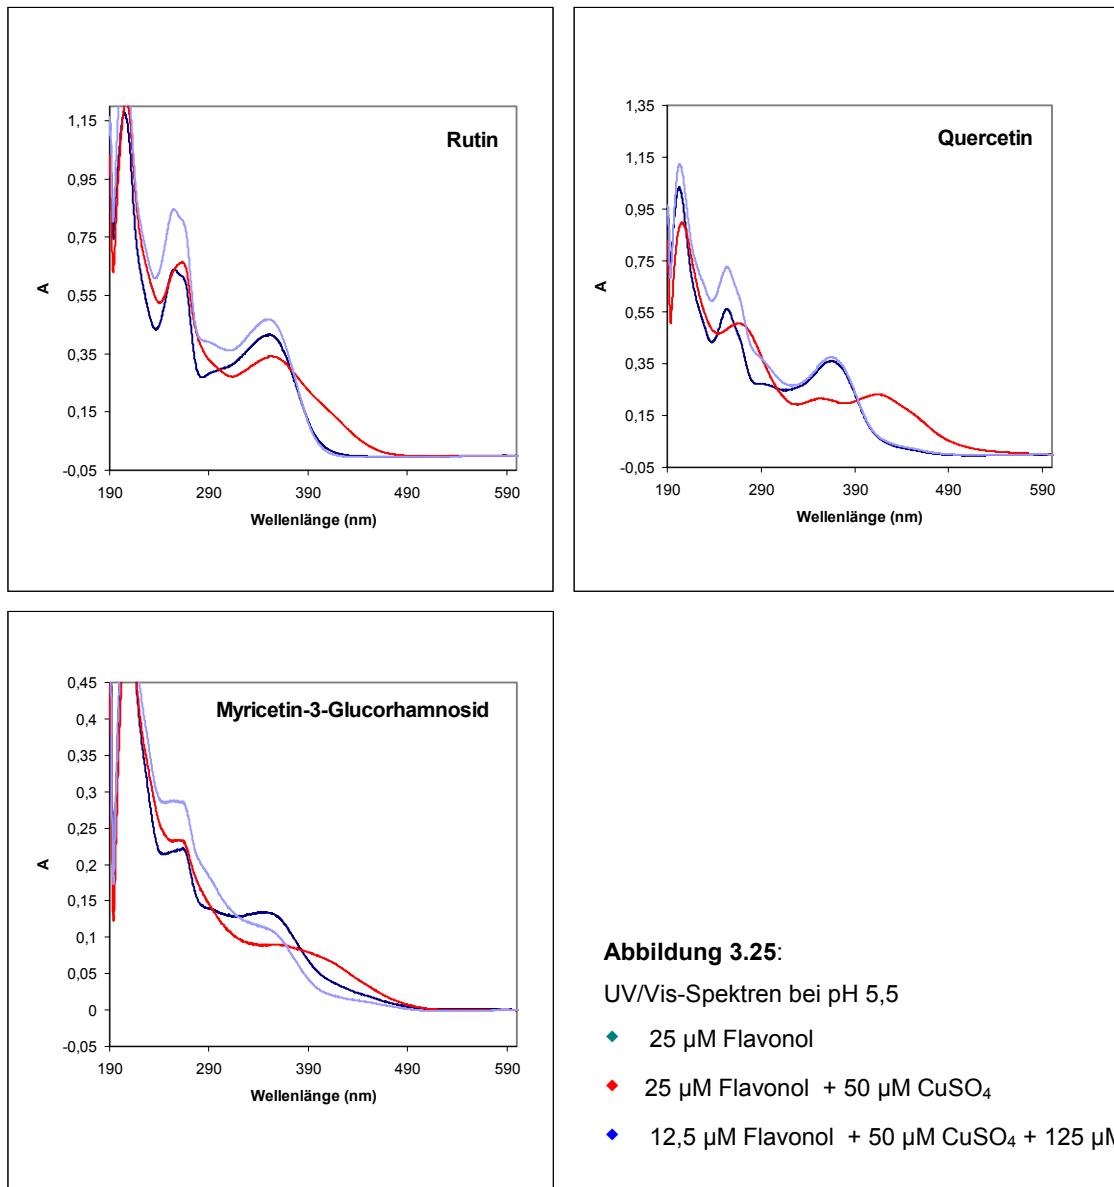 Rutin
1,15
0,95
0,75
0,55
0,35
0,15
-0,05
A
190 290 390 490 590
Wellenlänge (nm)
Quercetin
1,35
1,15
0,95
0,75
0,55
0,35
0,15
-0,05
A
190 290 390 490 590
Wellenlänge (nm)
Myricetin-3-Glucorhamnosid
0,45
0,4
0,35
0,3
0,25
0,2
0,15
0,1
0,05
0
-0,05
A
190 290 390 490 590
Wellenlänge (nm)
Abbildung 3.25:
UV/Vis-Spektren bei pH 5,5
25 µM Flavonol
25 µM Flavonol + 50 µM CuSO₄
12,5 µM Flavonol + 50 µM CuSO₄ + 125 µM